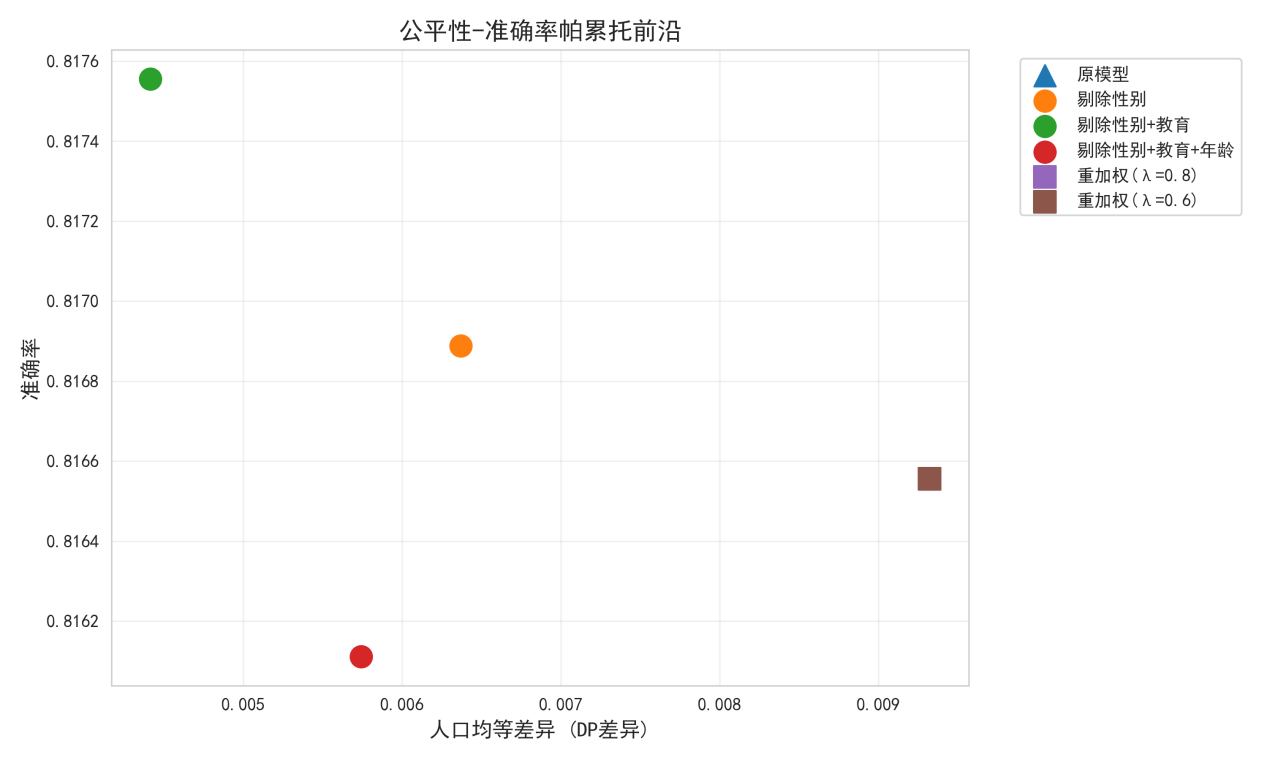 公平性-准确率帕累托前沿
0.8176
0.8174
0.8172
0.8170
0.8168
0.8166
0.8164
0.8162
准确率
0.005 0.006 0.007 0.008 0.009
人口均等差异 (DP差异)
原模型
剔除性别
剔除性别+教育
剔除性别+教育+年龄
重加权(λ=0.8)
重加权(λ=0.6)